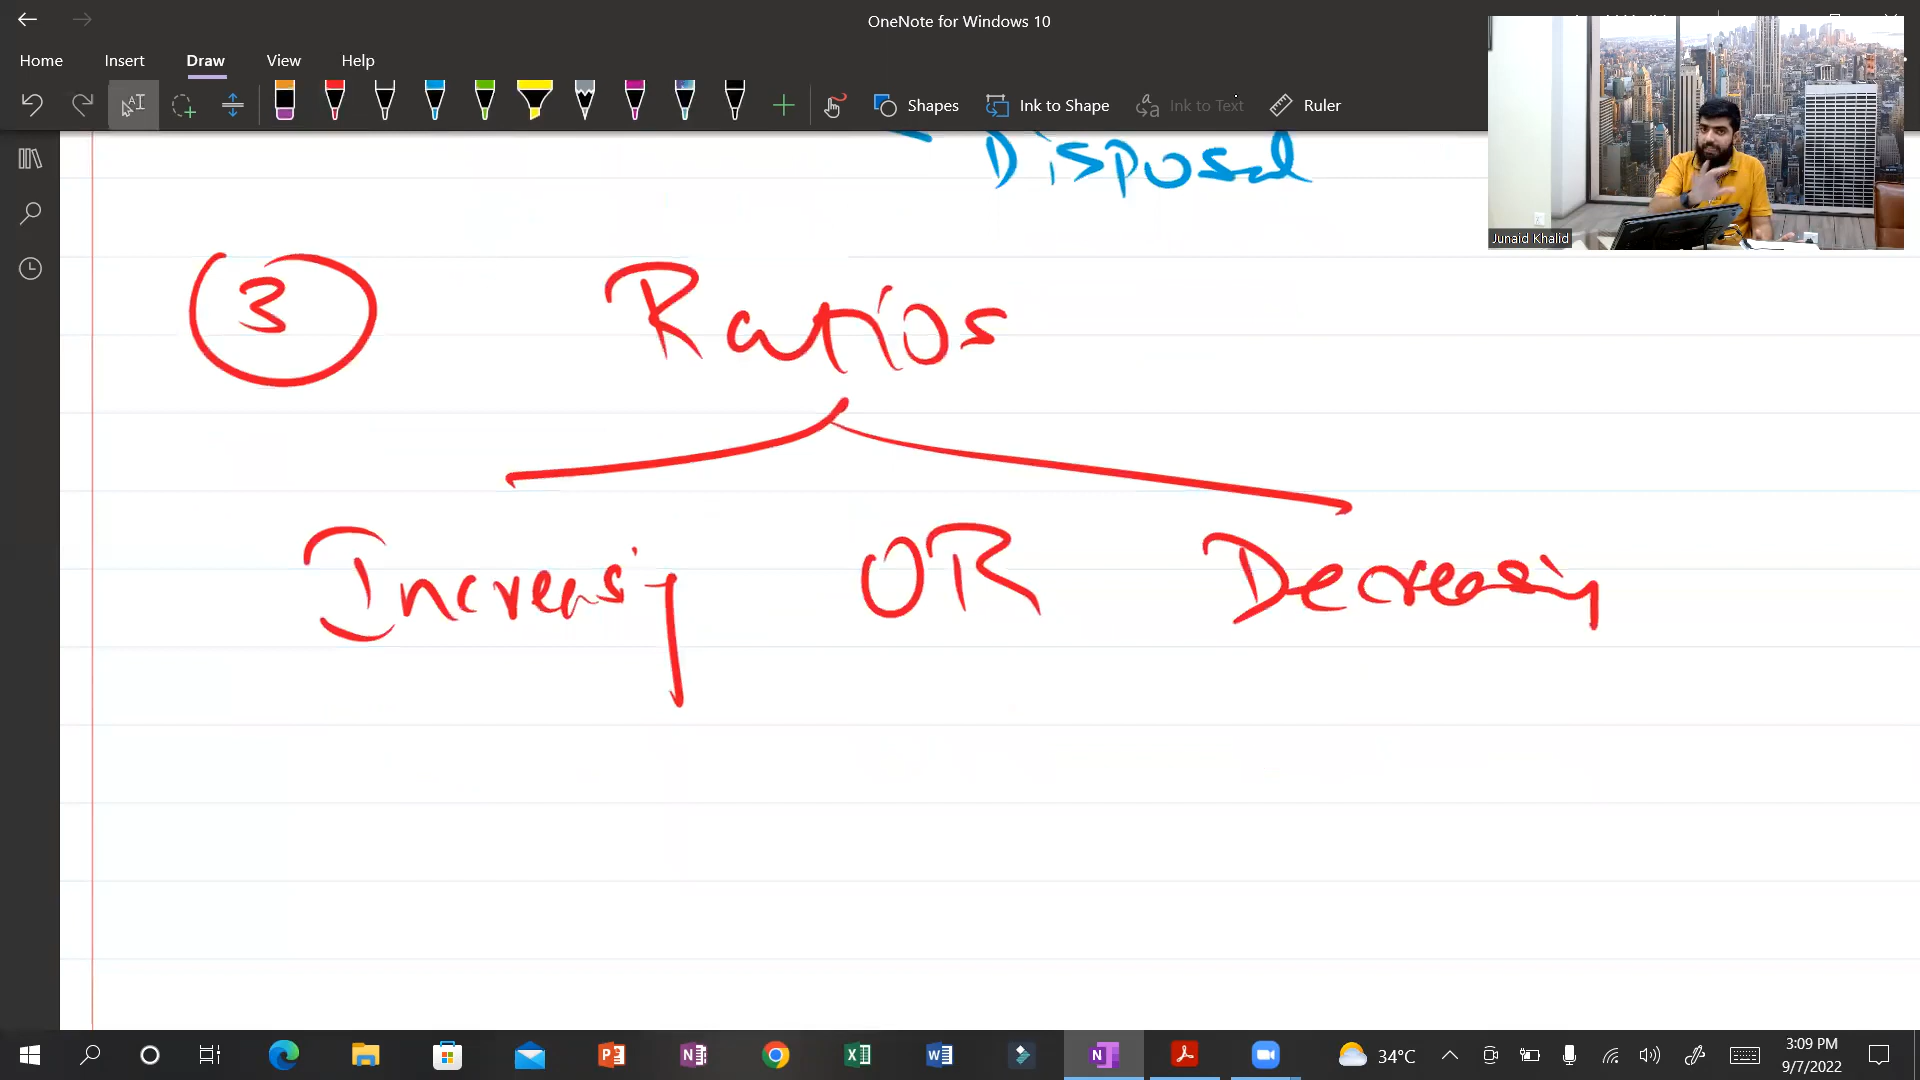 OneNote for Windows 10
Home Insert Draw View Help
Shapes Ink to Shape Ink to Text Ruler
Junaid Khalid
Disposal
3 Ratios
Increasing OR Decreasing
34°C
3:09 PM
9/7/2022